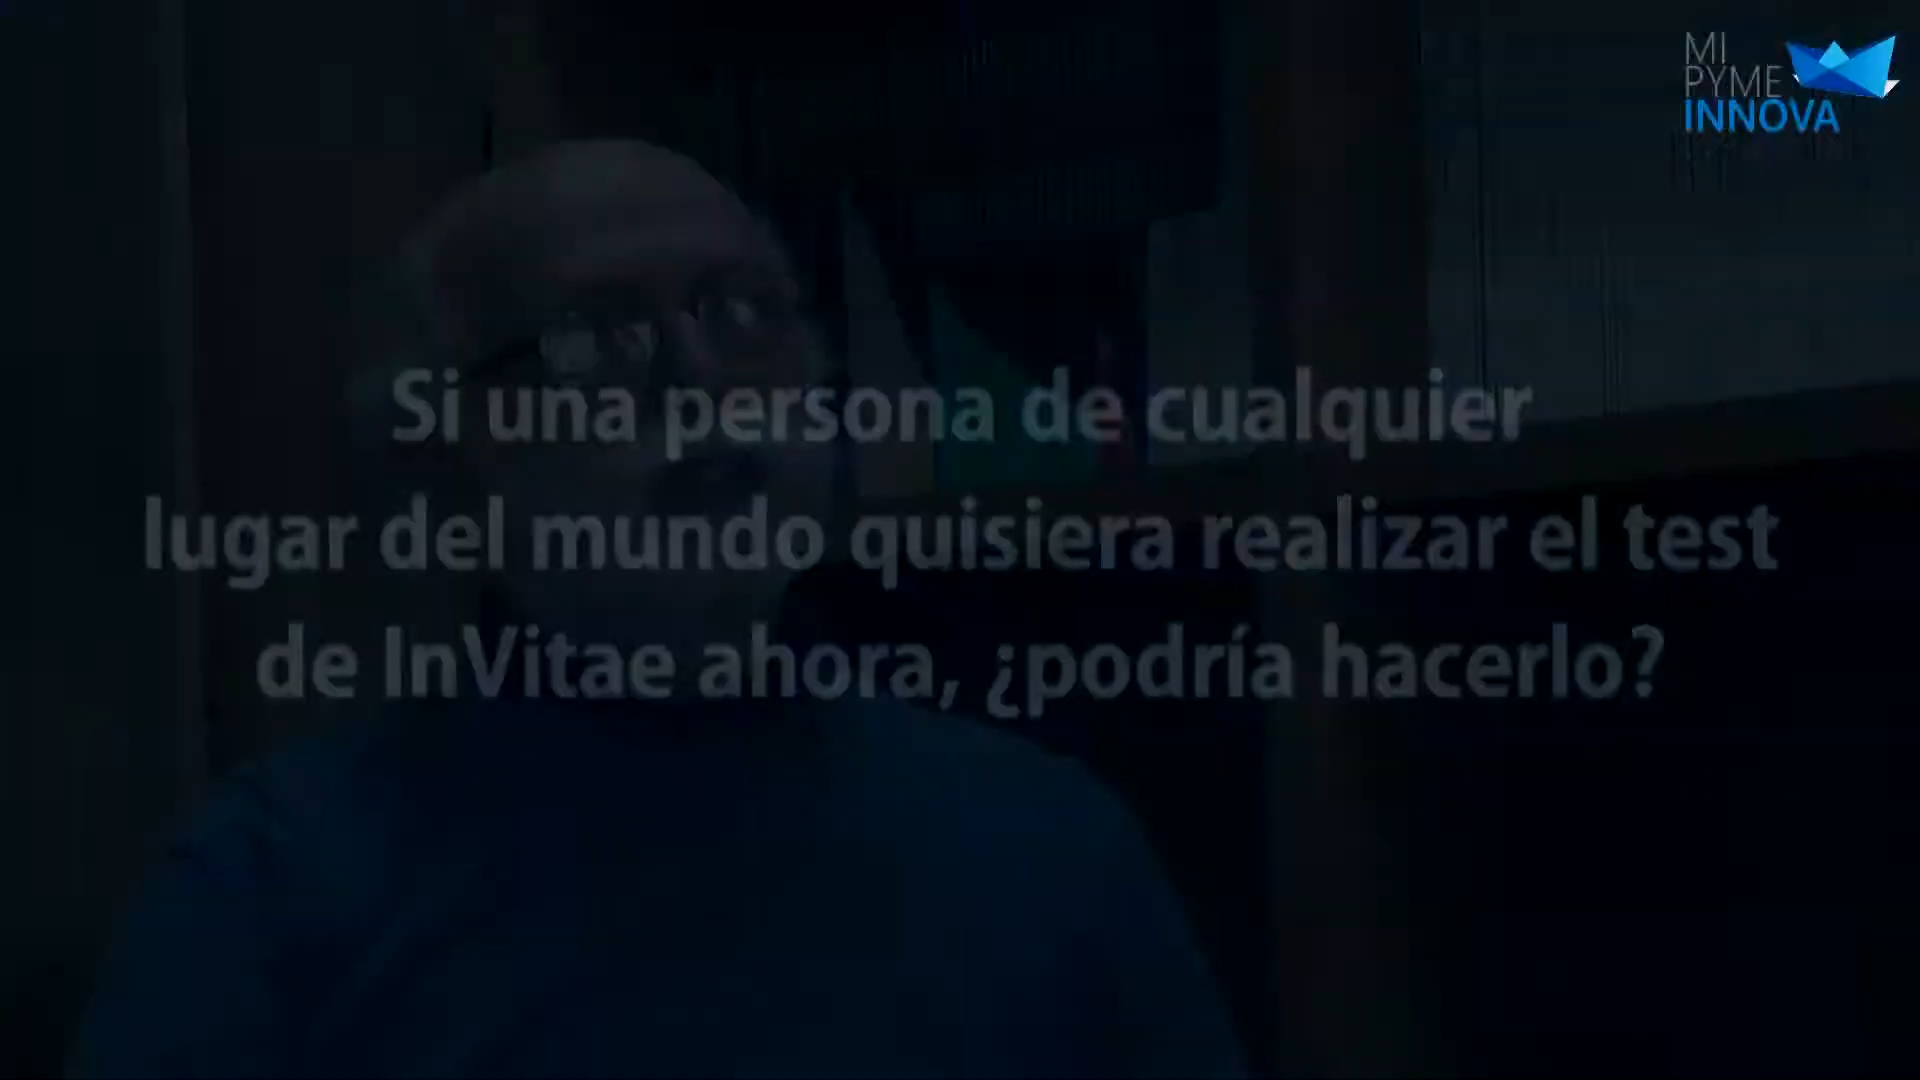 MI
PYME
INNOVA
Si una persona de cualquier
lugar del mundo quisiera realizar el test
de InVitae ahora, ¿podría hacerlo?